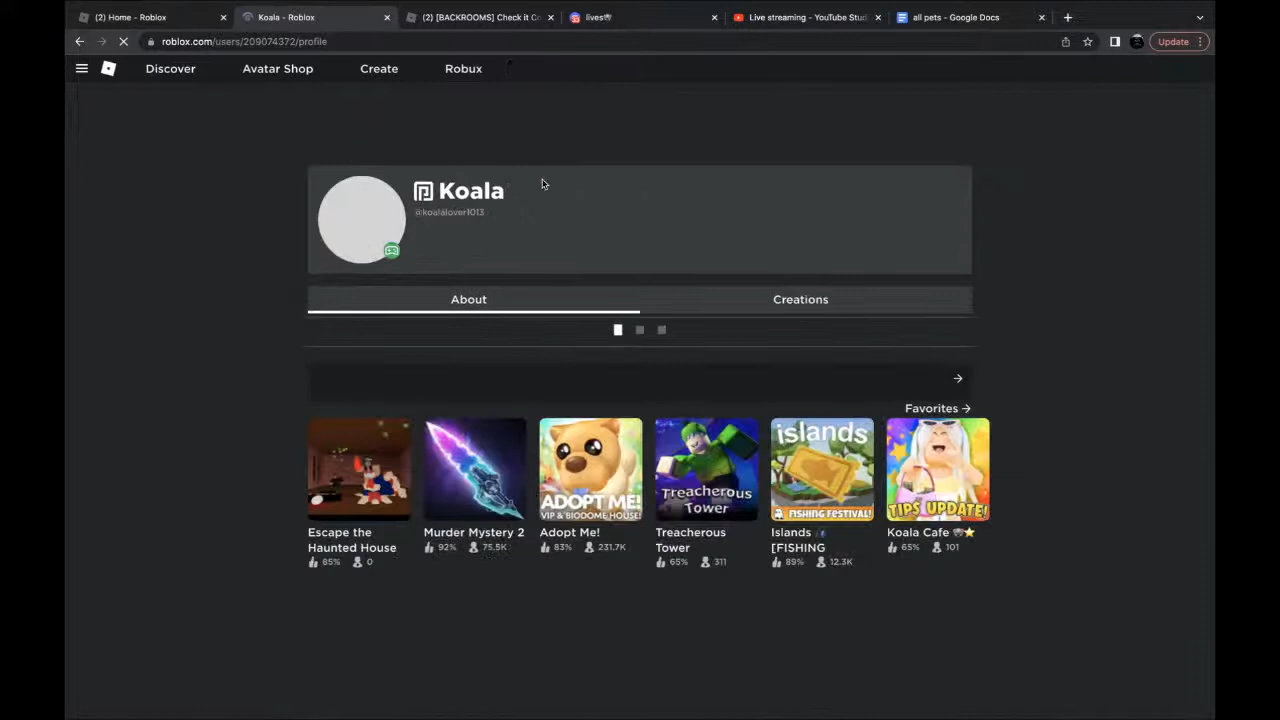 (2) Home - Roblox
Koala - Roblox
(2) [BACKROOMS] Check it Co
lives
Live streaming - YouTube Stud
all pets - Google Docs
roblox.com/users/209074372/profile
Update
Discover
Avatar Shop
Create
Robux
Koala
@koalalover1013
About
Creations
Favorites
ADOPT ME!
VIP & BIOOOME HOUSE!
Treacherous
Tower
islands
FISHING FESTIVAL!
TIPS UPDATE!
Escape the
Haunted House
85% 0
Murder Mystery 2
92% 75.5K
Adopt Me!
83% 231.7K
Treacherous
Tower
65% 311
Islands
[FISHING
89% 12.3K
Koala Cafe
65% 101